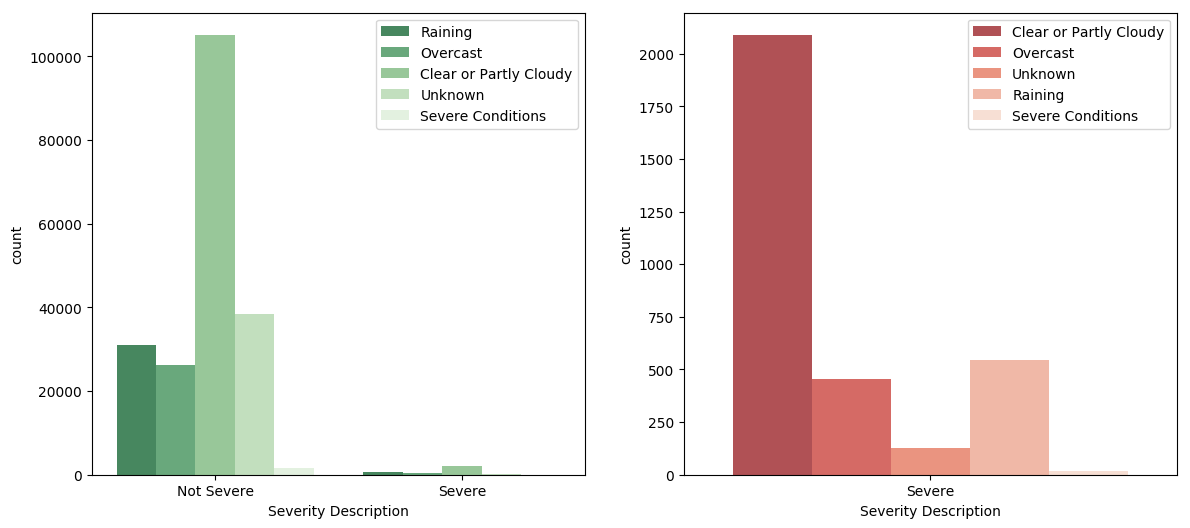 Raining
Overcast
Clear or Partly Cloudy
Unknown
Severe Conditions
100000
80000
60000
40000
20000
0
count
Not Severe
Severe
Severity Description
Clear or Partly Cloudy
Overcast
Unknown
Raining
Severe Conditions
2000
1750
1500
1250
1000
750
500
250
0
count
Severe
Severity Description